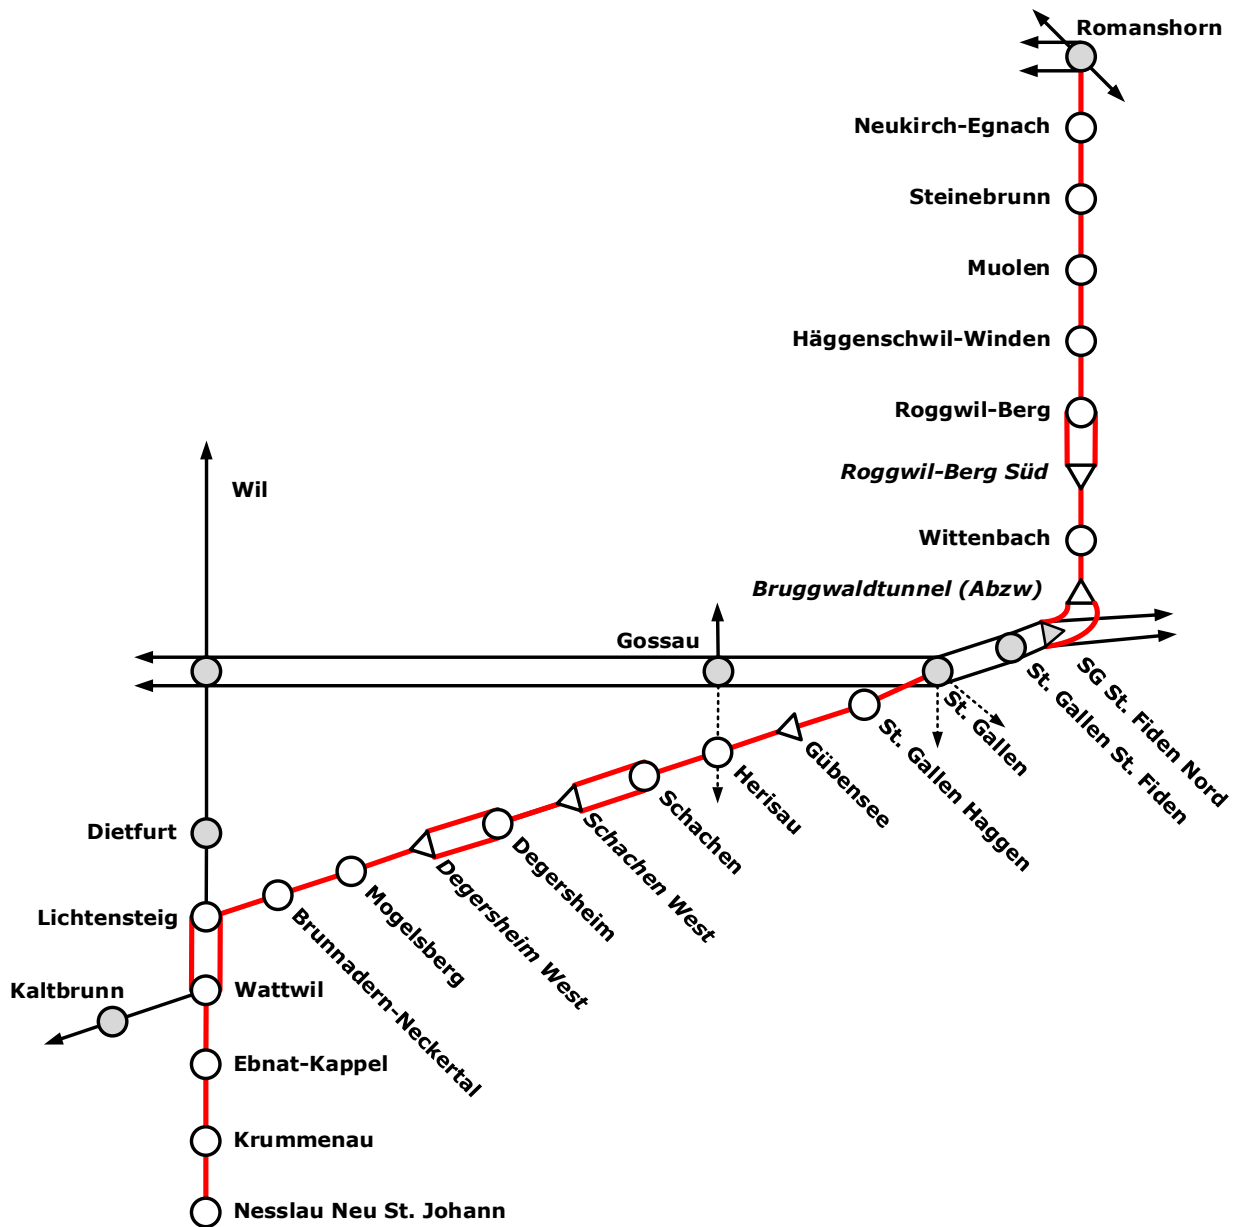 Romanshorn
Neukirch-Egnach
Steinebrunn
Muolen
Häggenschwil-Winden
Roggwil-Berg
Roggwil-Berg Süd
Wil
Wittenbach
Bruggwaldtunnel (Abzw)
Gossau
SG St. Fiden Nord
St. Gallen St. Fiden
St. Gallen
St. Gallen Haggen
Gübensee
Herisau
Schachen
Schachen West
Degersheim
Degersheim West
Mogelsberg
Brunnadern-Neckertal
Dietfurt
Lichtensteig
Kaltbrunn
Wattwil
Ebnat-Kappel
Krummenau
Nesslau Neu St. Johann